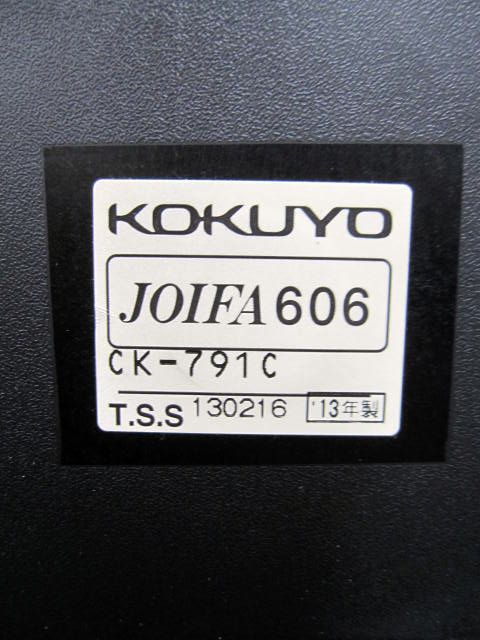 KOKUYO
JOIFA 606
CK-791C
T.S.S 130216 '13年製